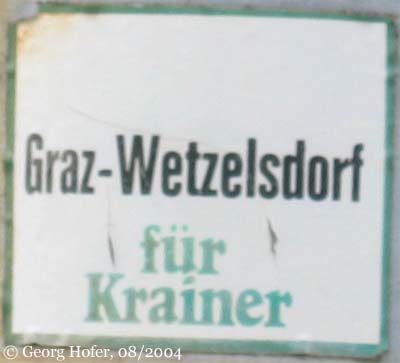 Graz-Wetzelsdorf
für
Krainer
© Georg Hofer, 08/2004